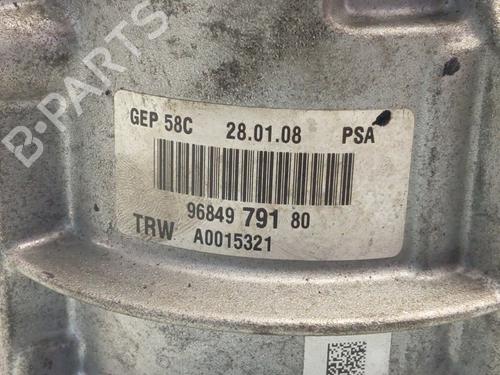 B-PARTS
GEP 58C 28.01.08 PSA
96849 791 80
TRW A0015321